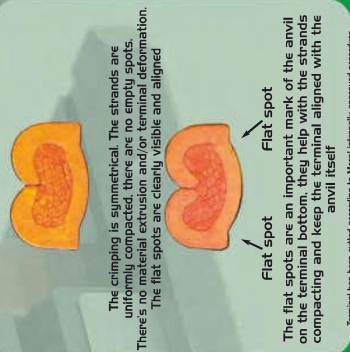 The crimping is symmetrical. The strands are
uniformly compacted, there are no empty spots.
There's no material extrusion and/or terminal deformation.
The flat spots are clearly visible and aligned
Flat spot
Flat spot
The flat spots are an important mark of the anvil
on the terminal bottom, they help with the strands
compacting and keep the terminal aligned with the
anvil itself